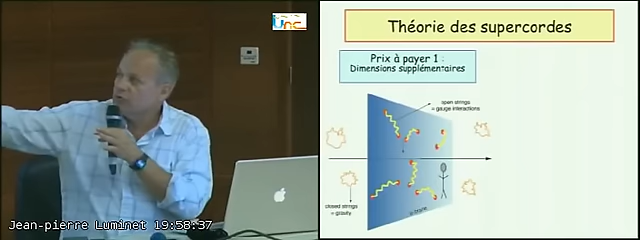 Unc
Théorie des supercordes
Prix à payer 1 :
Dimensions supplémentaires
open strings
= gauge interactions
closed strings
= gravity
Jean-pierre Luminet 19:58:37